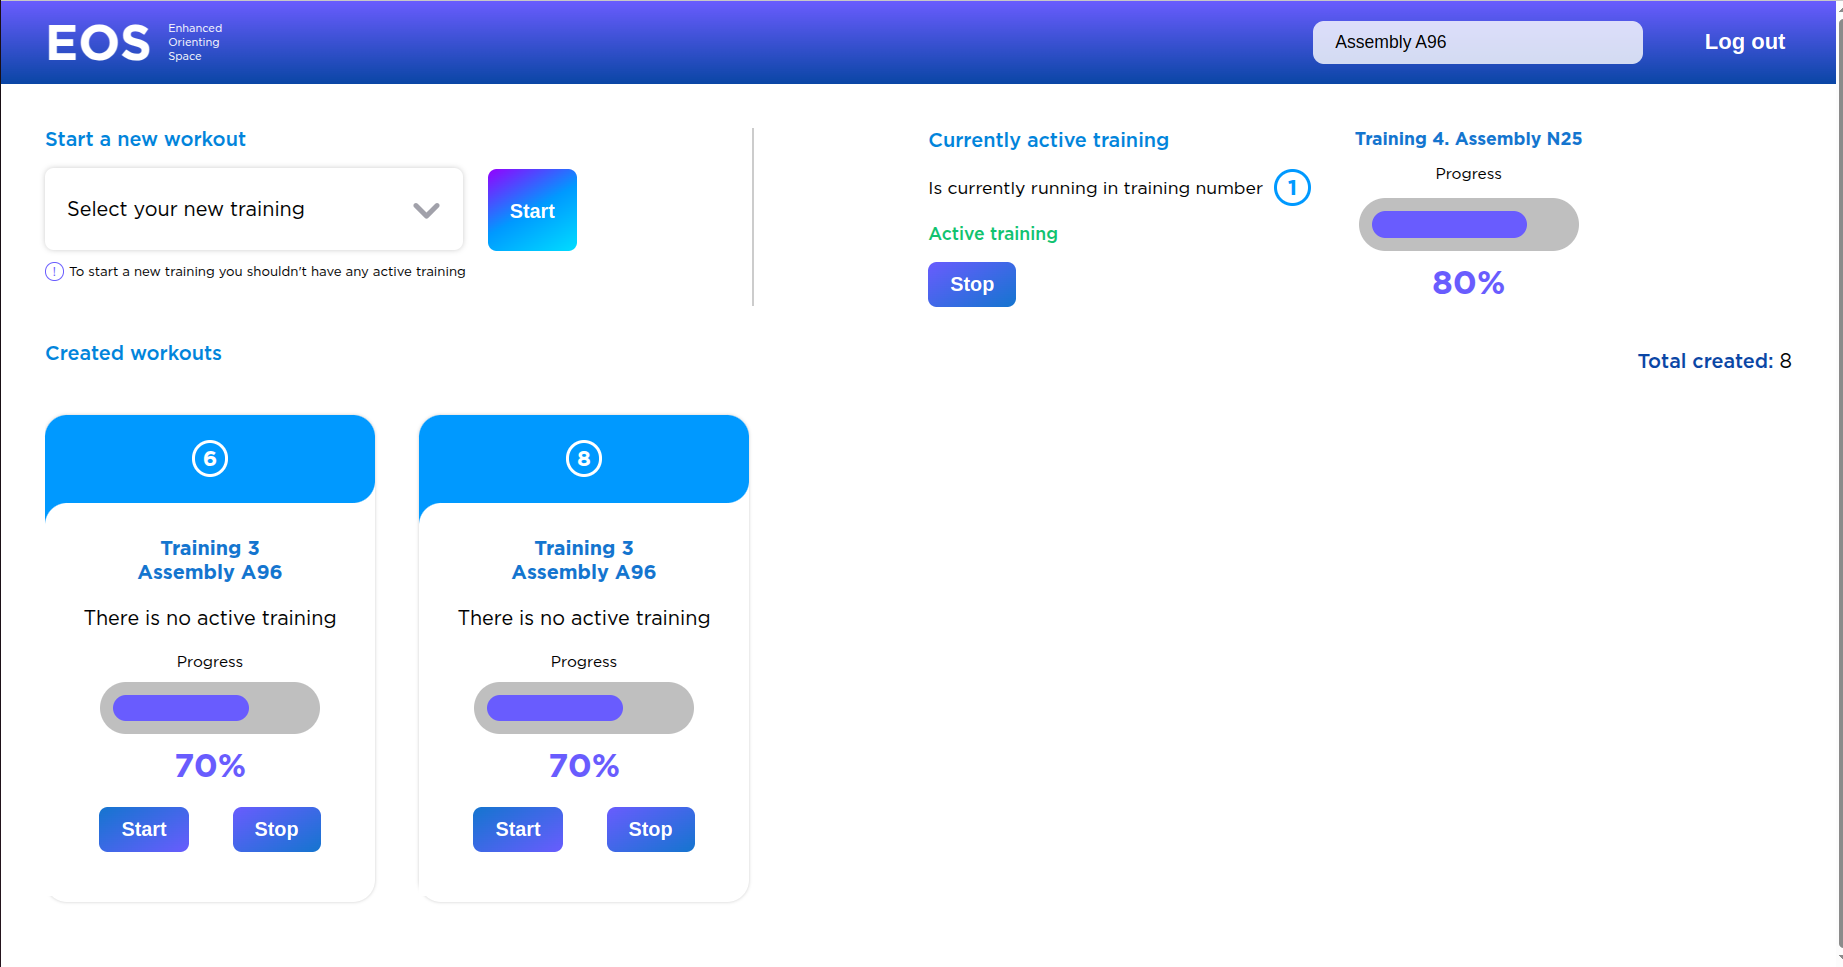 EOS
Enhanced
Orienting
Space
Assembly A96
Log out
Start a new workout
Select your new training
Start
! To start a new training you shouldn't have any active training
Currently active training
Is currently running in training number 1
Active training
Stop
Training 4. Assembly N25
Progress
80%
Created workouts
Total created: 8
6
Training 3
Assembly A96
There is no active training
Progress
70%
Start Stop
8
Training 3
Assembly A96
There is no active training
Progress
70%
Start Stop